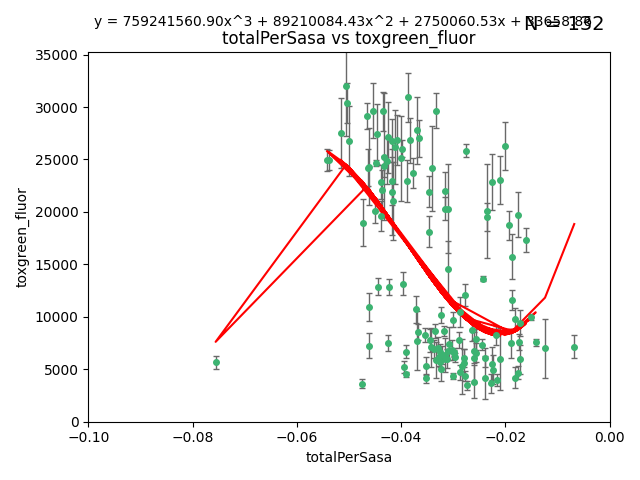 y = 759241560.90x^3 + 89210084.43x^2 + 2750060.53x +
N = 132
totalPerSasa vs toxgreen_fluor
35000
30000
25000
20000
15000
10000
5000
0
toxgreen_fluor
−0.10 −0.08 −0.06 −0.04 −0.02 0.00
totalPerSasa